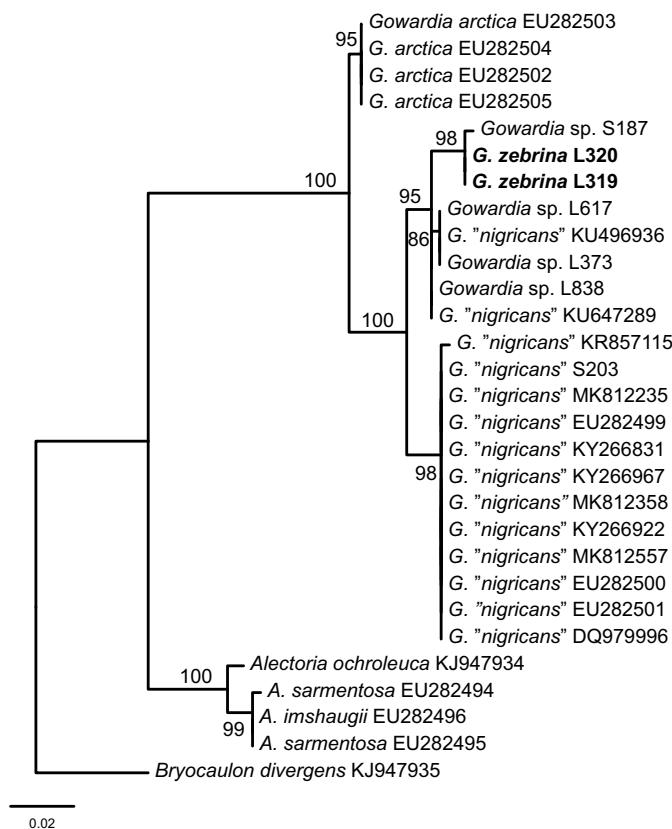 Gowardia arctica EU282503
95
G. arctica EU282504
G. arctica EU282502
G. arctica EU282505
Gowardia sp. S187
98
G. zebrina L320
G. zebrina L319
100
95
Gowardia sp. L617
86
G. "nigricans" KU496936
Gowardia sp. L373
Gowardia sp. L838
G. "nigricans" KU647289
100
G. "nigricans" KR857115
G. "nigricans" S203
G. "nigricans" MK812235
G. "nigricans" EU282499
G. "nigricans" KY266831
98
G. "nigricans" KY266967
G. "nigricans" MK812358
G. "nigricans" KY266922
G. "nigricans" MK812557
G. "nigricans" EU282500
G. "nigricans" EU282501
G. "nigricans" DQ979996
Alectoria ochroleuca KJ947934
100
A. sarmentosa EU282494
A. imshaugii EU282496
99
A. sarmentosa EU282495
Bryocaulon divergens KJ947935
0.02